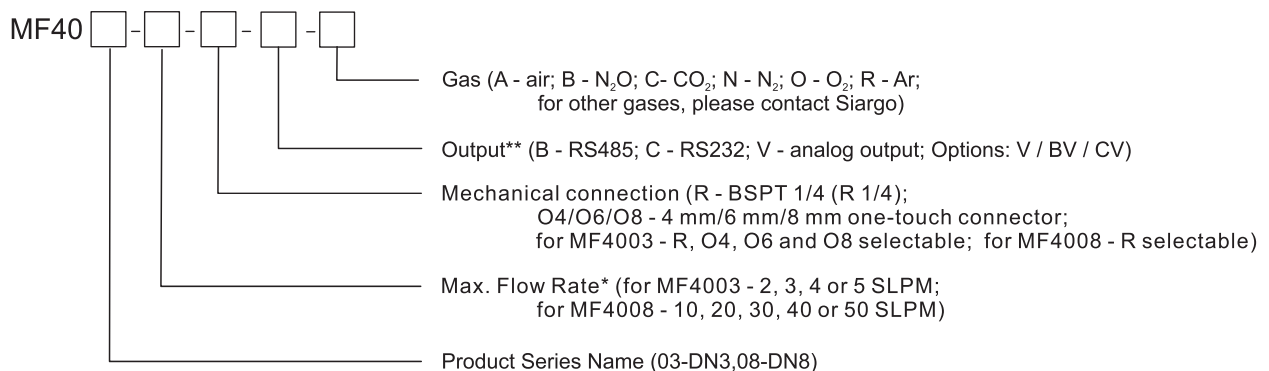 MF40 - - - -
Gas (A - air; B - N₂O; C- CO₂; N - N₂; O - O₂; R - Ar;
for other gases, please contact Siargo)
Output** (B - RS485; C - RS232; V - analog output; Options: V / BV / CV)
Mechanical connection (R - BSPT 1/4 (R 1/4);
O4/O6/O8 - 4 mm/6 mm/8 mm one-touch connector;
for MF4003 - R, O4, O6 and O8 selectable; for MF4008 - R selectable)
Max. Flow Rate* (for MF4003 - 2, 3, 4 or 5 SLPM;
for MF4008 - 10, 20, 30, 40 or 50 SLPM)
Product Series Name (03-DN3,08-DN8)